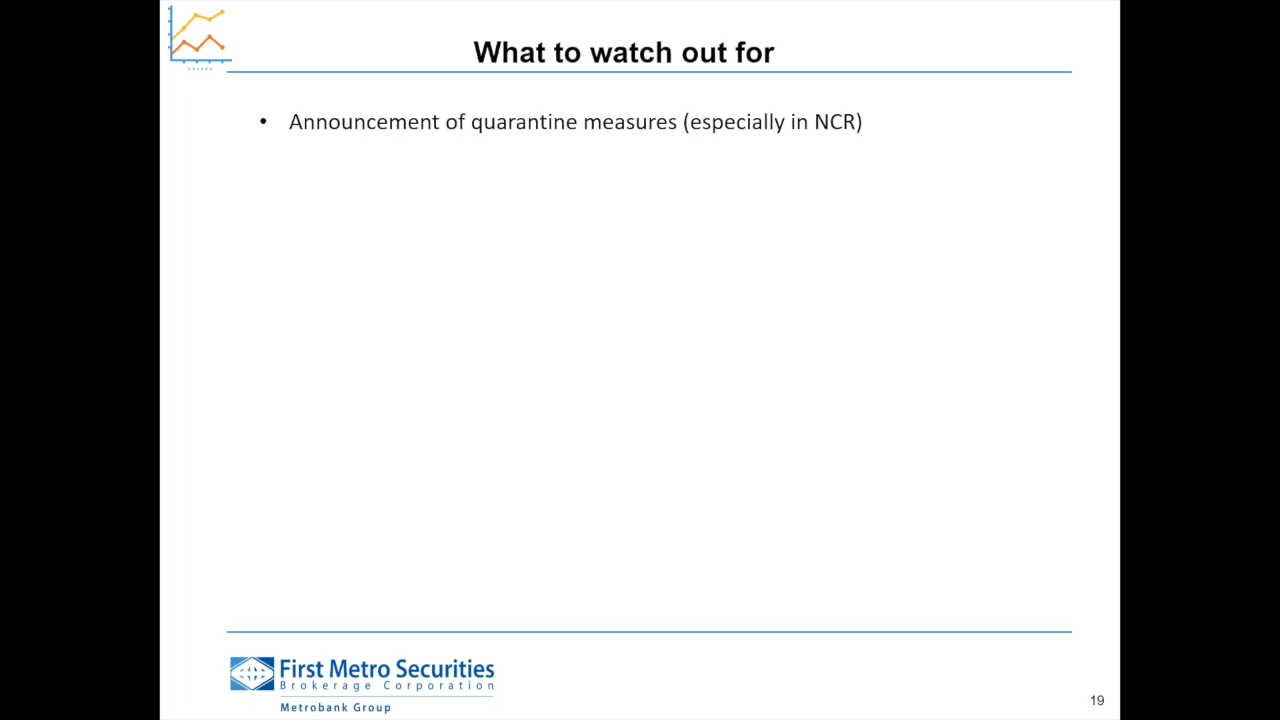 What to watch out for
• Announcement of quarantine measures (especially in NCR)
First Metro Securities
Brokerage Corporation
Metrobank Group
19